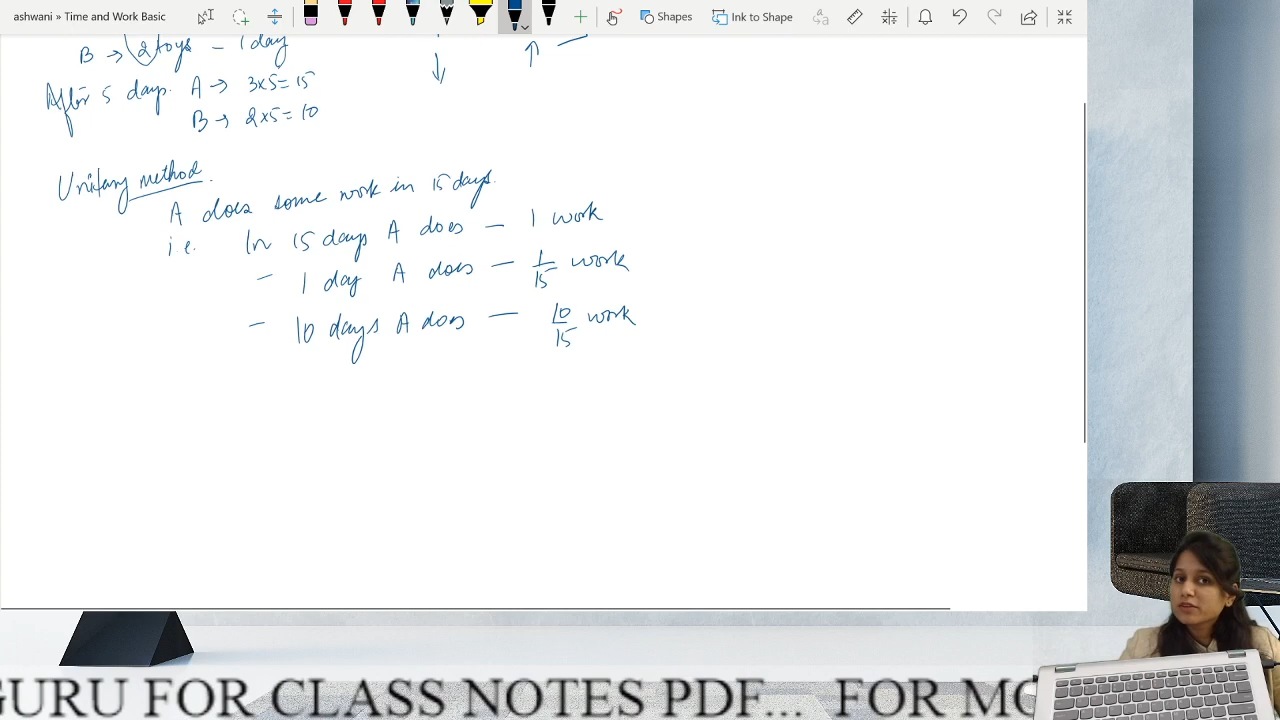 ashwani » Time and Work Basic
Shapes
Ink to Shape
B → 2 toys – 1 day
After 5 days. A → 3×5=15
B → 2×5=10
Unitary method.
A does some work in 15 days.
i.e. In 15 days A does — 1 work
– 1 day A does — 1/15 work
– 10 days A does — 10/15 work
GURU FOR CLASS NOTES PDF... FOR MO